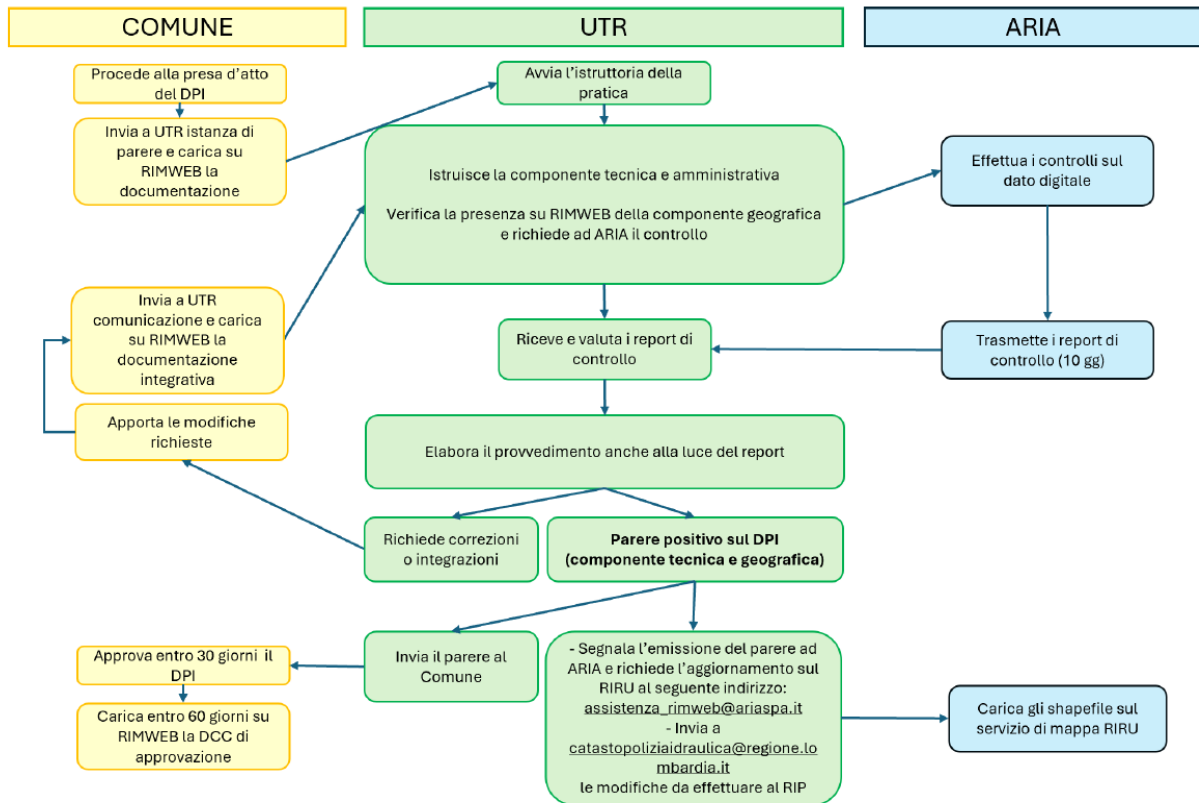 COMUNE
UTR
ARIA
Procede alla presa d'atto
del DPI
Invia a UTR istanza di
parere e carica su
RIMWEB la
documentazione
Avvia l'istruttoria della
pratica
Istruisce la componente tecnica e amministrativa
Verifica la presenza su RIMWEB della componente geografica
e richiede ad ARIA il controllo
Effettua i controlli sul
dato digitale
Invia a UTR
comunicazione e carica
su RIMWEB la
documentazione
integrativa
Riceve e valuta i report di
controllo
Trasmette i report di
controllo (10 gg)
Apporta le modifiche
richieste
Elabora il provvedimento anche alla luce del report
Richiede correzioni
o integrazioni
Parere positivo sul DPI
(componente tecnica e geografica)
Approva entro 30 giorni il
DPI
Carica entro 60 giorni su
RIMWEB la DCC di
approvazione
Invia il parere al
Comune
- Segnala l'emissione del parere ad
ARIA e richiede l'aggiornamento sul
RIRU al seguente indirizzo:
assistenza_rimweb@ariaspa.it
- Invia a
catastopoliziaidraulica@regione.lo
mbardia.it
le modifiche da effettuare al RIP
Carica gli shapefile sul
servizio di mappa RIRU